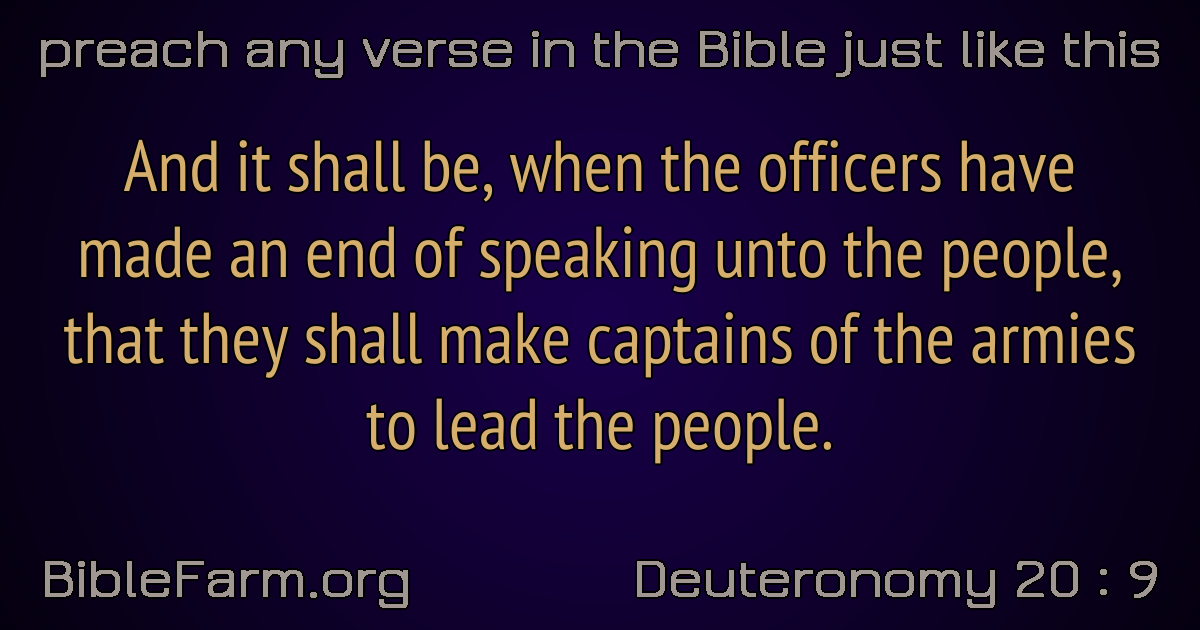 preach any verse in the Bible just like this
And it shall be, when the officers have
made an end of speaking unto the people,
that they shall make captains of the armies
to lead the people.
BibleFarm.org
Deuteronomy 20 : 9